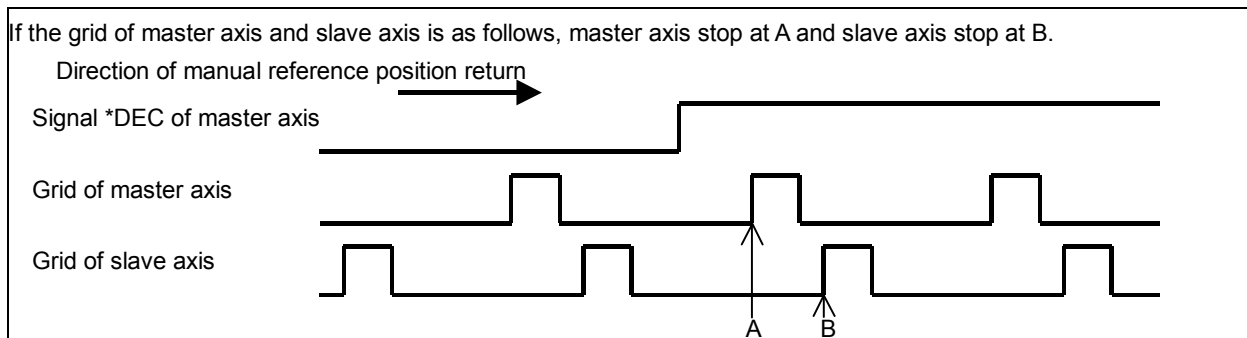 If the grid of master axis and slave axis is as follows, master axis stop at A and slave axis stop at B.
Direction of manual reference position return
Signal *DEC of master axis
Grid of master axis
Grid of slave axis
A B